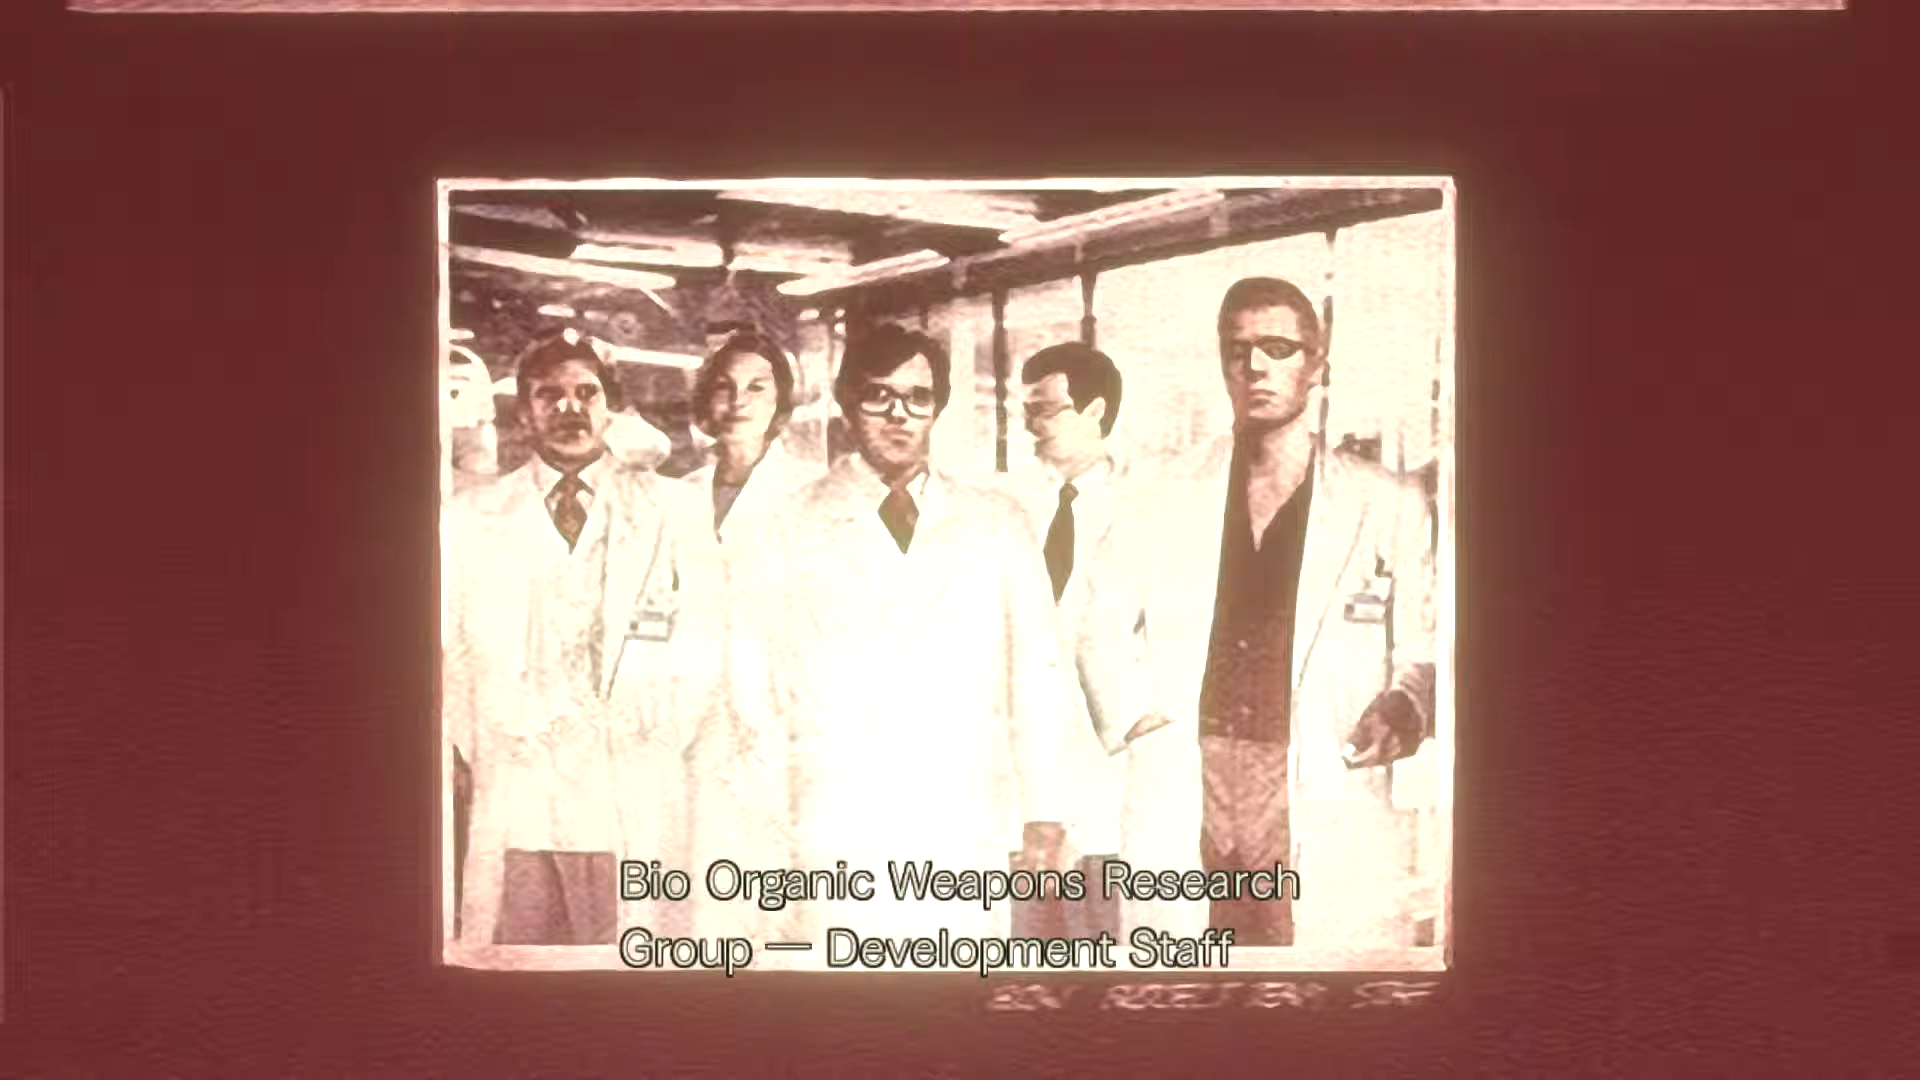 Bio Organic Weapons Research
Group — Development Staff